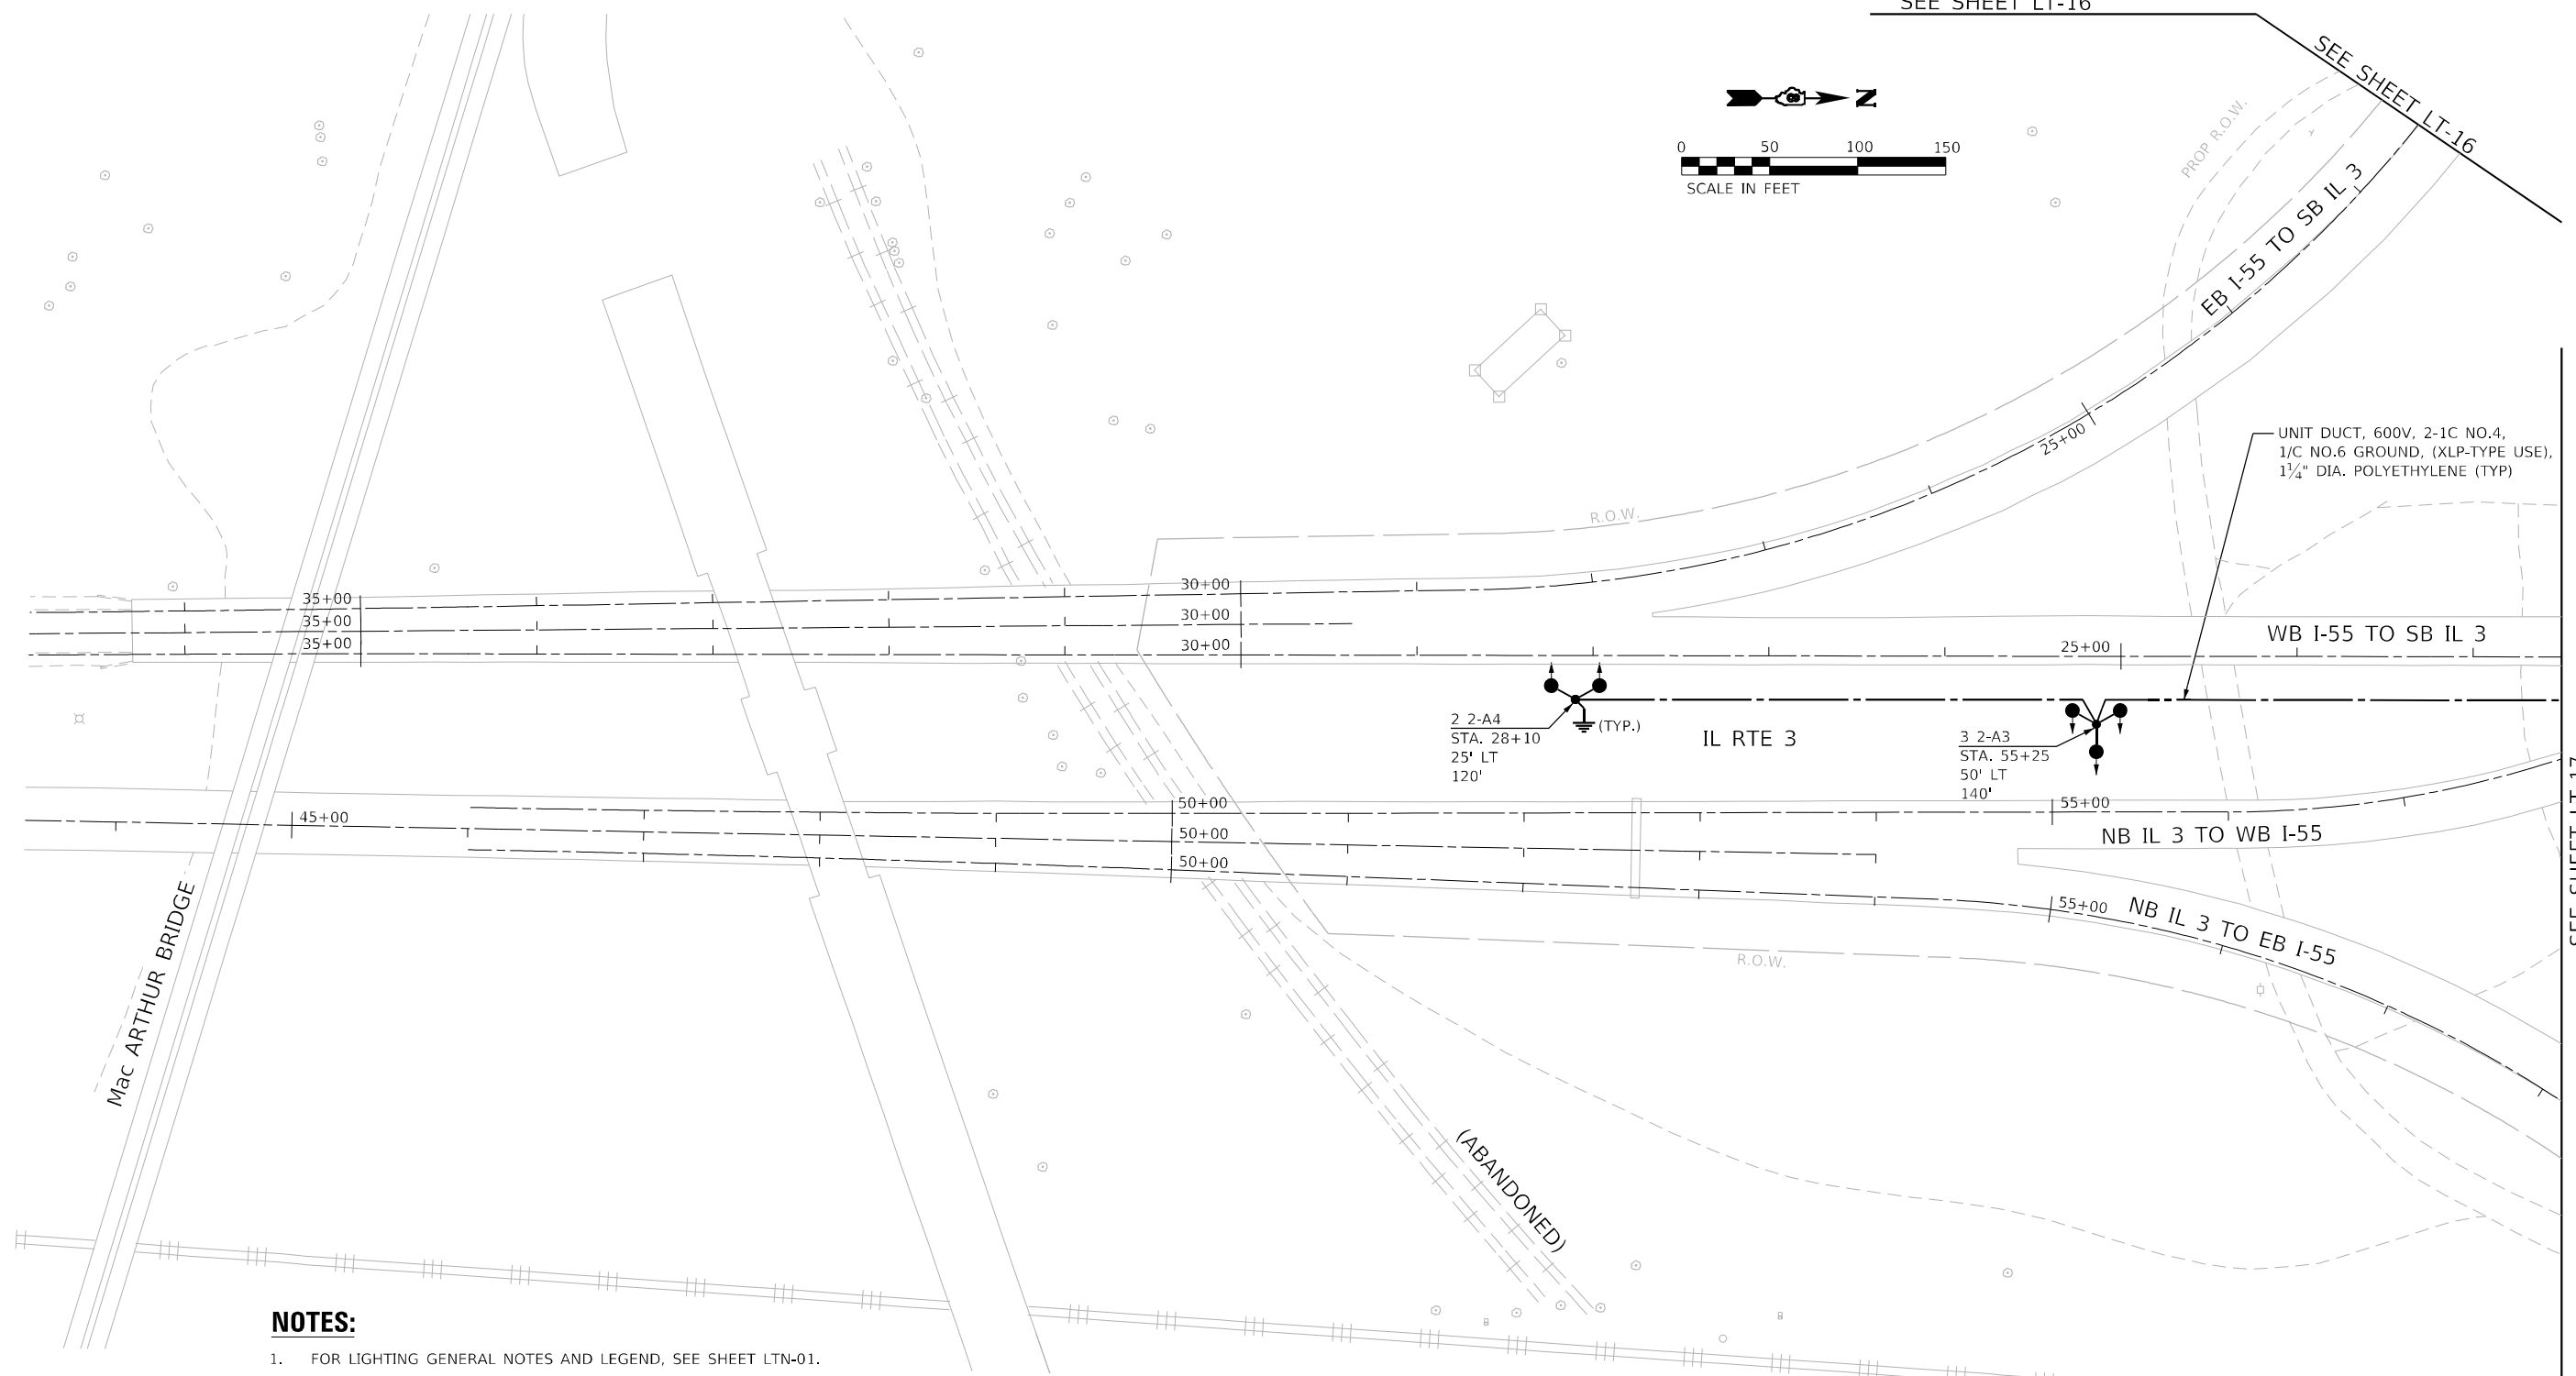 SEE SHEET LT-16
SEE SHEET LT-16
N
0 50 100 150
SCALE IN FEET
PROP R.O.W.
EB I-55 TO SB IL 3
25+00
UNIT DUCT, 600V, 2-1C NO.4,
1/C NO.6 GROUND, (XLP-TYPE USE),
1¼" DIA. POLYETHYLENE (TYP)
R.O.W.
35+00
35+00
35+00
30+00
30+00
30+00
25+00
WB I-55 TO SB IL 3
2 2-A4
STA. 28+10
25' LT
120'
(TYP.)
IL RTE 3
3 2-A3
STA. 55+25
50' LT
140'
SEE SHEET LT-17
45+00
50+00
50+00
50+00
55+00
NB IL 3 TO WB I-55
55+00
NB IL 3 TO EB I-55
R.O.W.
Mac ARTHUR BRIDGE
(ABANDONED)
NOTES:
1. FOR LIGHTING GENERAL NOTES AND LEGEND, SEE SHEET LTN-01.